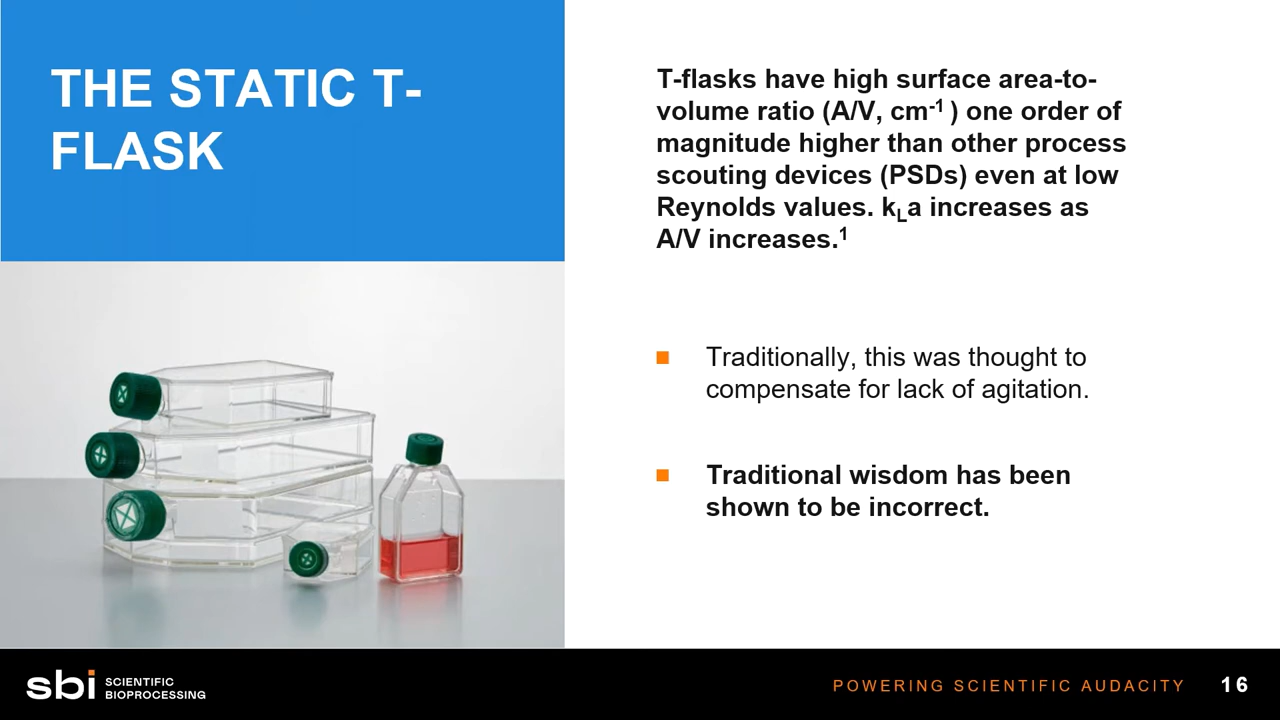 THE STATIC T-
FLASK
T-flasks have high surface area-to-
volume ratio (A/V, cm⁻¹ ) one order of
magnitude higher than other process
scouting devices (PSDs) even at low
Reynolds values. kLa increases as
A/V increases.¹
Traditionally, this was thought to
compensate for lack of agitation.
Traditional wisdom has been
shown to be incorrect.
sbi SCIENTIFIC
BIOPROCESSING
POWERING SCIENTIFIC AUDACITY 16